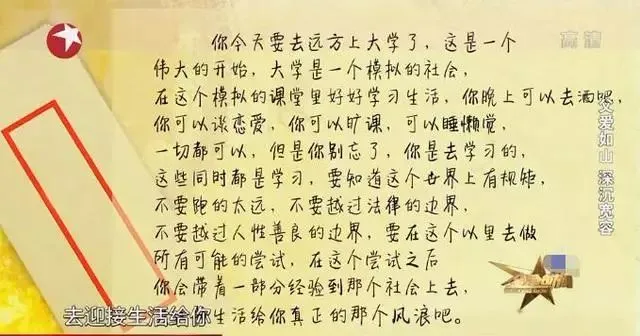 高清
你今天要去远方上大学了，这是一个
伟大的开始，大学是一个模拟的社会，
在这个模拟的课堂里好好学习生活，你晚上可以去酒吧，
你可以谈恋爱，你可以旷课，可以睡懒觉，
一切都可以，但是你别忘了，你是去学习的，
这些同时都是学习，要知道这个世界上有规矩，
不要跑的太远，不要越过法律的边界，
不要越过人性善良的边界，要在这个以里去做
所有可能的尝试，在这个尝试之后
你会带着一部分经验到那个社会上去，
生活给你真正的那个风浪吧。
去迎接生活给你
父爱如山 深沉宽容